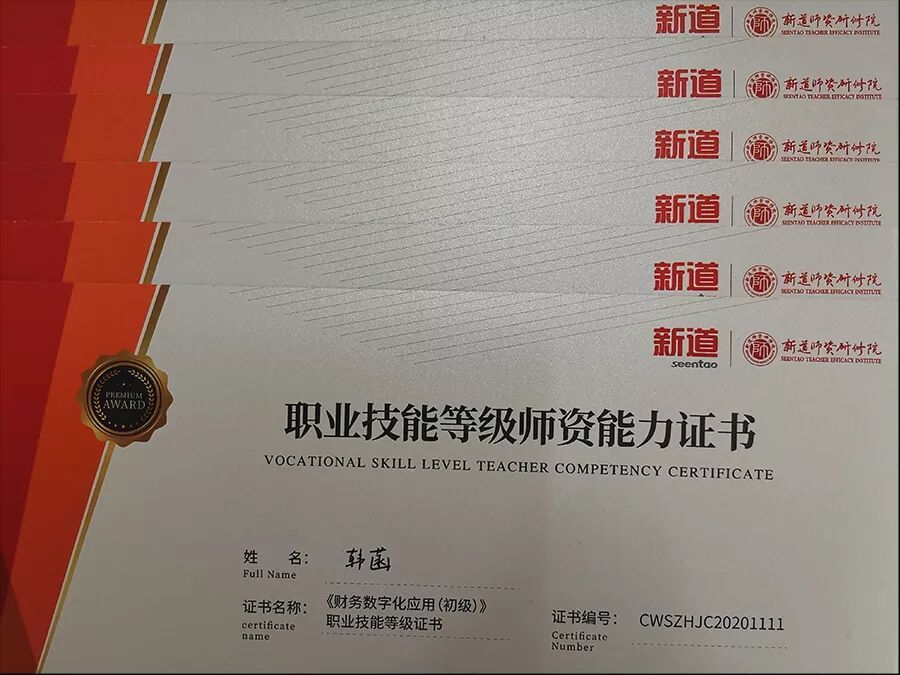 新道 新道师资研修院
SEENTAO TEACHER EFFICACY INSTITUTE
新道 新道师资研修院
SEENTAO TEACHER EFFICACY INSTITUTE
新道 新道师资研修院
SEENTAO TEACHER EFFICACY INSTITUTE
新道 新道师资研修院
SEENTAO TEACHER EFFICACY INSTITUTE
新道 新道师资研修院
SEENTAO TEACHER EFFICACY INSTITUTE
新道 新道师资研修院
seentao SEENTAO TEACHER EFFICACY INSTITUTE
PREMIUM
AWARD
职业技能等级师资能力证书
VOCATIONAL SKILL LEVEL TEACHER COMPETENCY CERTIFICATE
姓 名: 韩菡
Full Name
证书名称: 《财务数字化应用(初级)》
职业技能等级证书
certificate
name
证书编号: CWSZHJC20201111
Certificate
Number